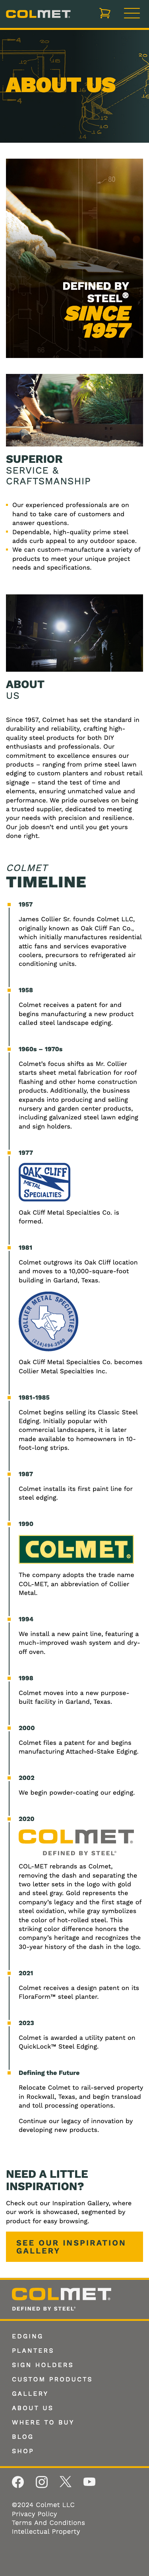 COLMET
ABOUT US
DEFINED BY
STEEL®
SINCE
1957
SUPERIOR
SERVICE &
CRAFTSMANSHIP
Our experienced professionals are on
hand to take care of customers and
answer questions.
Dependable, high-quality prime steel
adds curb appeal to any outdoor space.
We can custom-manufacture a variety of
products to meet your unique project
needs and specifications.
ABOUT
US
Since 1957, Colmet has set the standard in
durability and reliability, crafting high-
quality steel products for both DIY
enthusiasts and professionals. Our
commitment to excellence ensures our
products – ranging from prime steel lawn
edging to custom planters and robust retail
signage – stand the test of time and
elements, ensuring unmatched value and
performance. We pride ourselves on being
a trusted supplier, dedicated to meeting
your needs with precision and resilience.
Our job doesn't end until you get yours
done right.
COLMET
TIMELINE
1957
James Collier Sr. founds Colmet LLC,
originally known as Oak Cliff Fan Co.,
which initially manufactures residential
attic fans and services evaporative
coolers, precursors to refrigerated air
conditioning units.
1958
Colmet receives a patent for and
begins manufacturing a new product
called steel landscape edging.
1960s – 1970s
Colmet's focus shifts as Mr. Collier
starts sheet metal fabrication for roof
flashing and other home construction
products. Additionally, the business
expands into producing and selling
nursery and garden center products,
including galvanized steel lawn edging
and sign holders.
1977
OAK CLIFF
METAL
SPECIALTIES
Oak Cliff Metal Specialties Co. is
formed.
1981
Colmet outgrows its Oak Cliff location
and moves to a 10,000-square-foot
building in Garland, Texas.
COLLIER METAL SPECIALTIES
Oak Cliff Metal Specialties Co. becomes
Collier Metal Specialties Inc.
1981-1985
Colmet begins selling its Classic Steel
Edging. Initially popular with
commercial landscapers, it is later
made available to homeowners in 10-
foot-long strips.
1987
Colmet installs its first paint line for
steel edging.
1990
COL-MET®
The company adopts the trade name
COL-MET, an abbreviation of Collier
Metal.
1994
We install a new paint line, featuring a
much-improved wash system and dry-
off oven.
1998
Colmet moves into a new purpose-
built facility in Garland, Texas.
2000
Colmet files a patent for and begins
manufacturing Attached-Stake Edging.
2002
We begin powder-coating our edging.
2020
COLMET
DEFINED BY STEEL®
COL-MET rebrands as Colmet,
removing the dash and separating the
two letter sets in the logo with gold
and steel gray. Gold represents the
company's legacy and the first stage of
steel oxidation, while gray symbolizes
the color of hot-rolled steel. This
striking color difference honors the
company's heritage and recognizes the
30-year history of the dash in the logo.
2021
Colmet receives a design patent on its
FloraForm™ steel planter.
2023
Colmet is awarded a utility patent on
QuickLock™ Steel Edging.
Defining the Future
Relocate Colmet to rail-served property
in Rockwall, Texas, and begin transload
and toll processing operations.
Continue our legacy of innovation by
developing new products.
NEED A LITTLE
INSPIRATION?
Check out our Inspiration Gallery, where
our work is showcased, segmented by
product for easy browsing.
SEE OUR INSPIRATION
GALLERY
COLMET
DEFINED BY STEEL®
EDGING
PLANTERS
SIGN HOLDERS
CUSTOM PRODUCTS
GALLERY
ABOUT US
WHERE TO BUY
BLOG
SHOP
©2024 Colmet LLC
Privacy Policy
Terms And Conditions
Intellectual Property